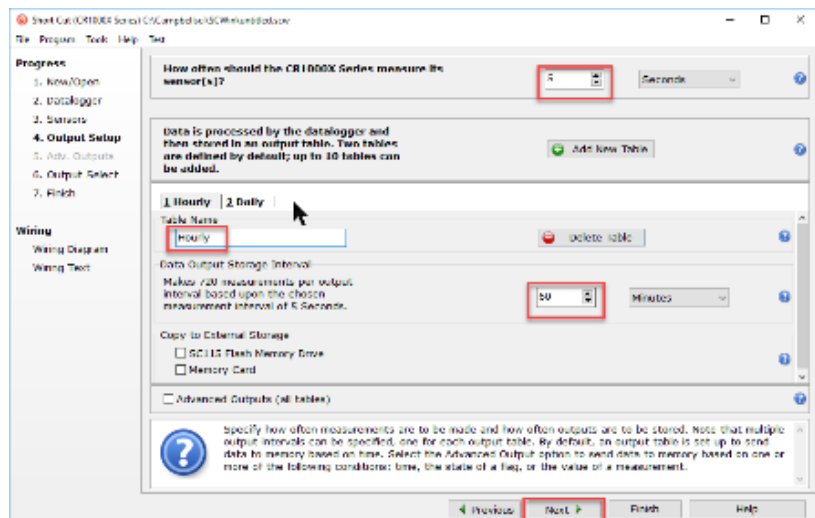 Short Cut (CR1000X Series) C:\Campbellsci\SCWin\untitled.scw
File Program Tools Help Test
Progress
1. New/Open
2. Datalogger
3. Sensors
4. Output Setup
5. Adv. Outputs
6. Output Select
7. Finish
Wiring
Wiring Diagram
Wiring Text
How often should the CR1000X Series measure its
sensor(s)?
5
Seconds
Data is processed by the datalogger and
then stored in an output table. Two tables
are defined by default; up to 10 tables can
be added.
Add New Table
1 Hourly 2 Daily
Table Name
Hourly
Delete Table
Data Output Storage Interval
Makes 720 measurements per output
interval based upon the chosen
measurement interval of 5 Seconds.
60
Minutes
Copy to External Storage
SC115 Flash Memory Drive
Memory Card
Advanced Outputs (all tables)
Specify how often measurements are to be made and how often outputs are to be stored. Note that multiple
output intervals can be specified, one for each output table. By default, an output table is set up to send
data to memory based on time. Select the Advanced Output option to send data to memory based on one or
more of the following conditions: time, the state of a flag, or the value of a measurement.
Previous Next Finish Help